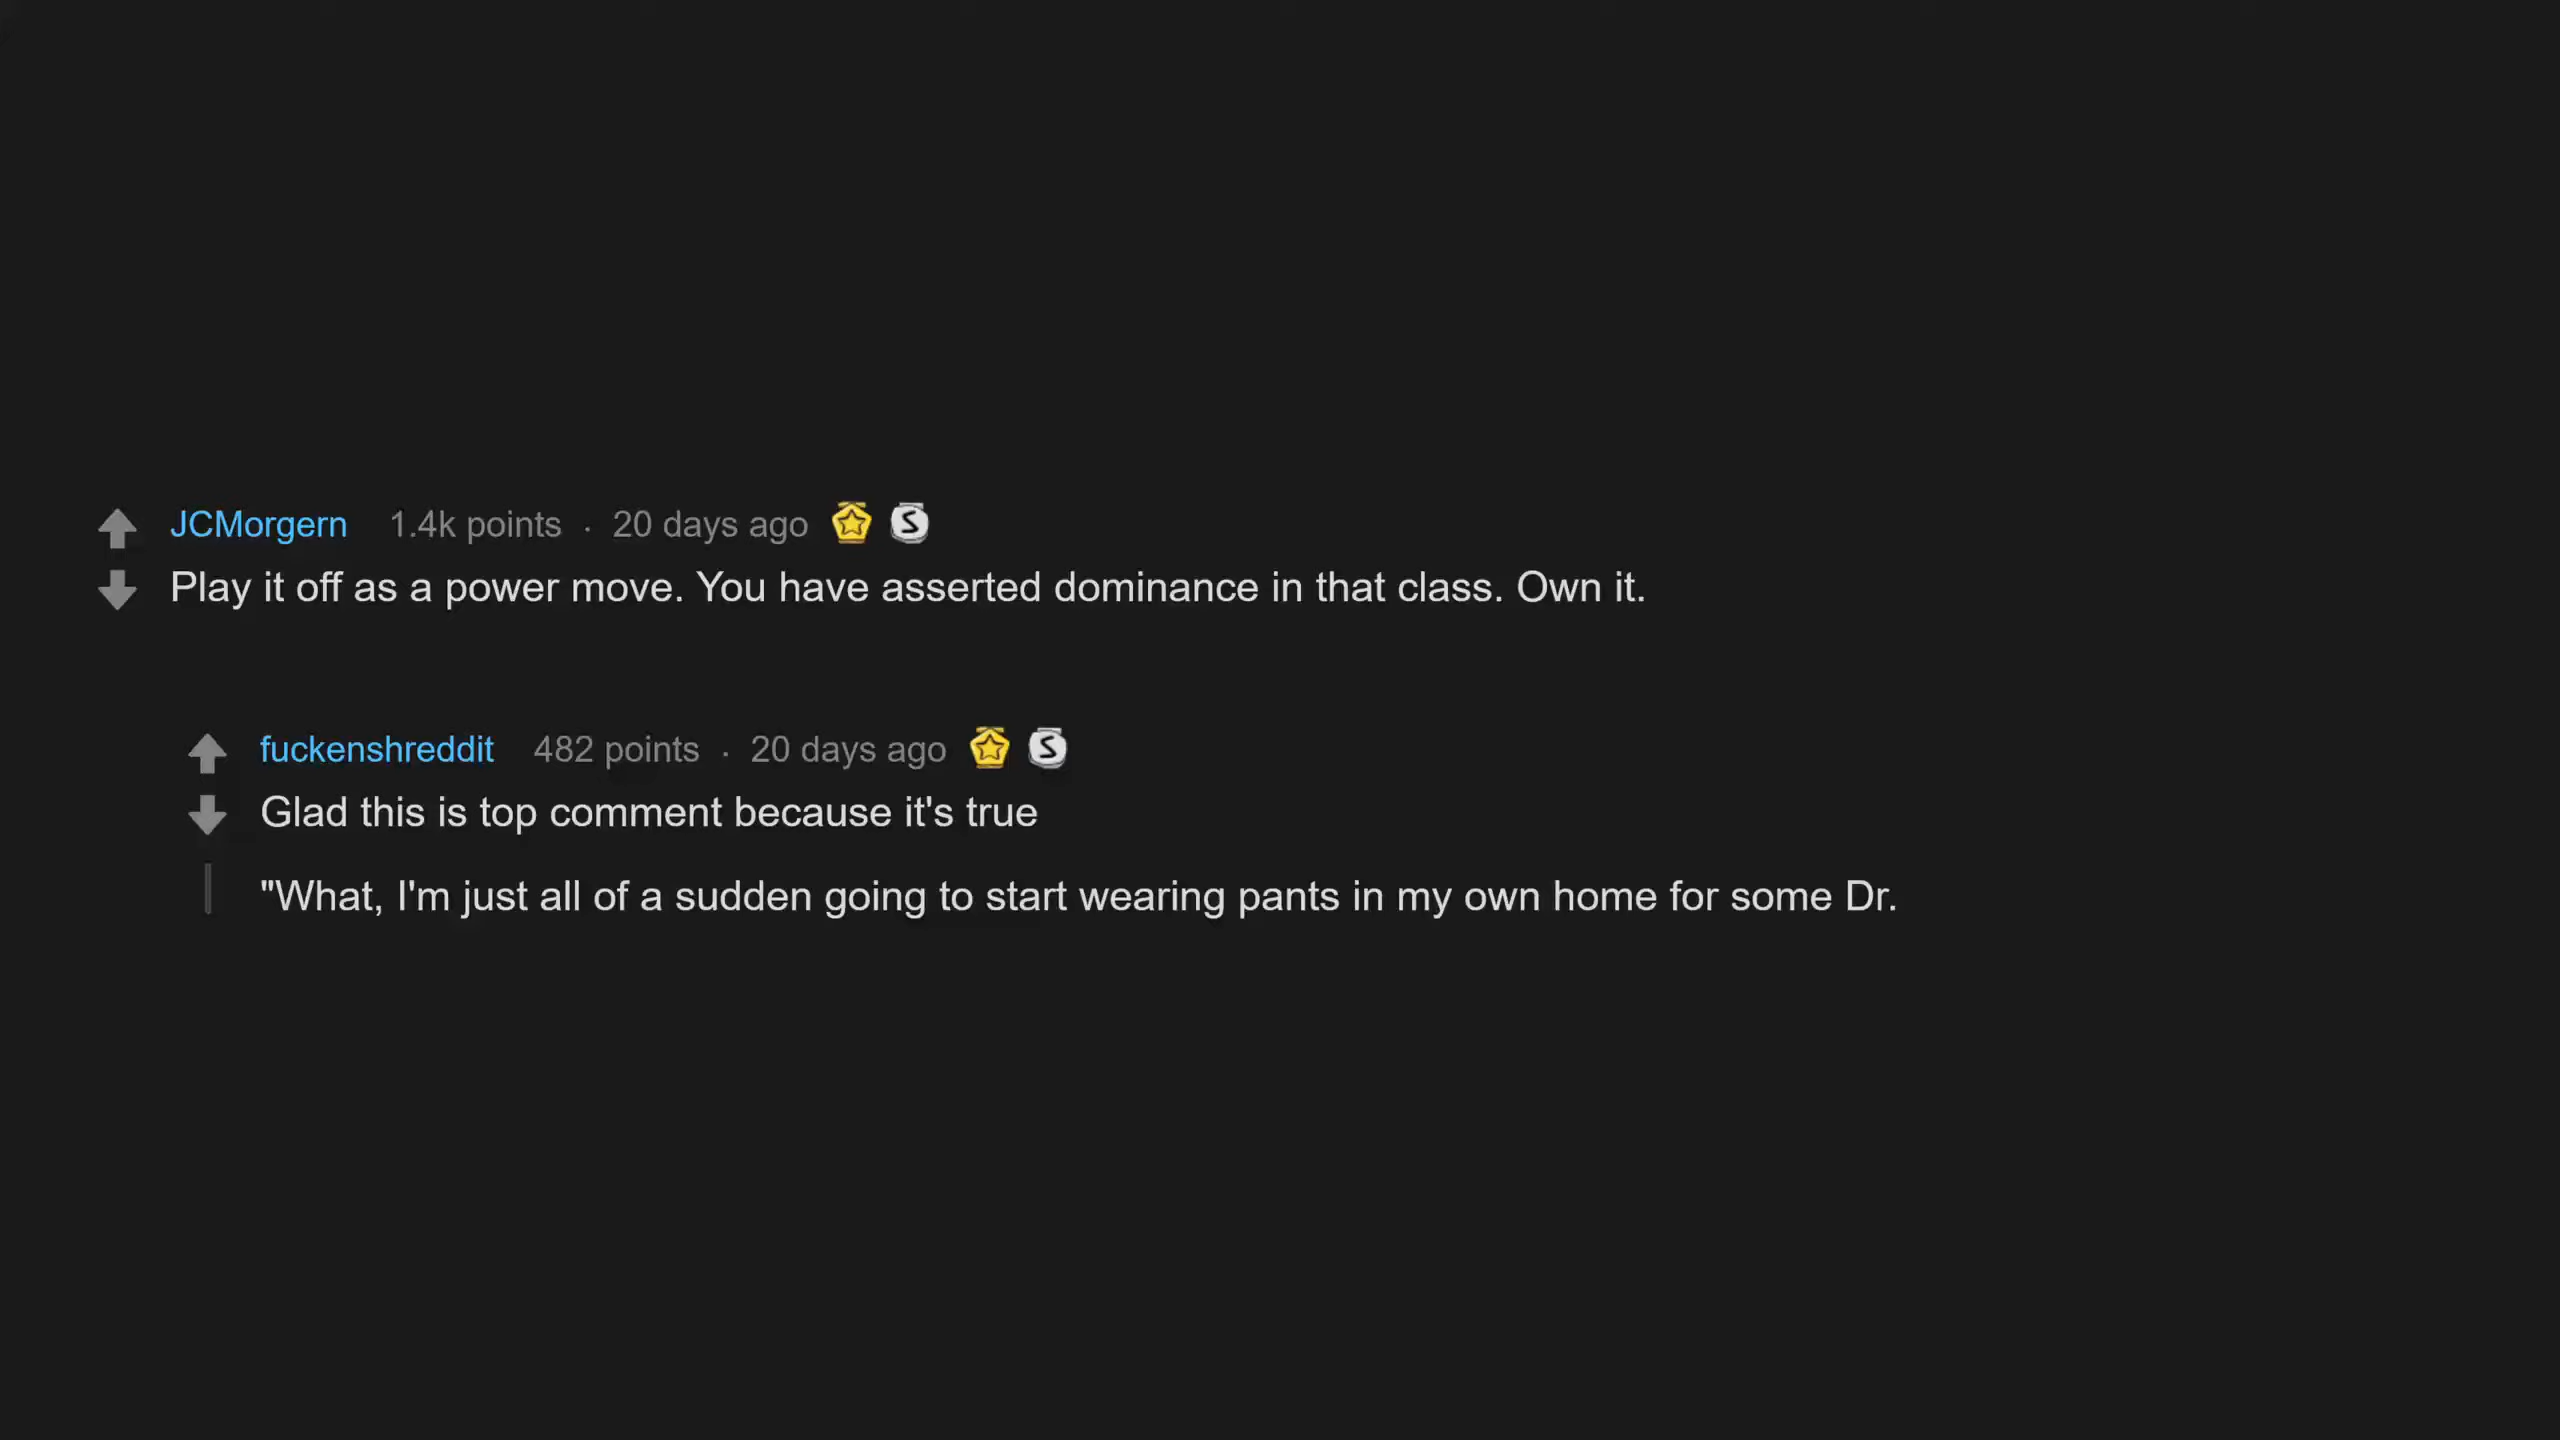 JCMorgern 1.4k points · 20 days ago
Play it off as a power move. You have asserted dominance in that class. Own it.
fuckenshreddit 482 points · 20 days ago
Glad this is top comment because it's true
"What, I'm just all of a sudden going to start wearing pants in my own home for some Dr.